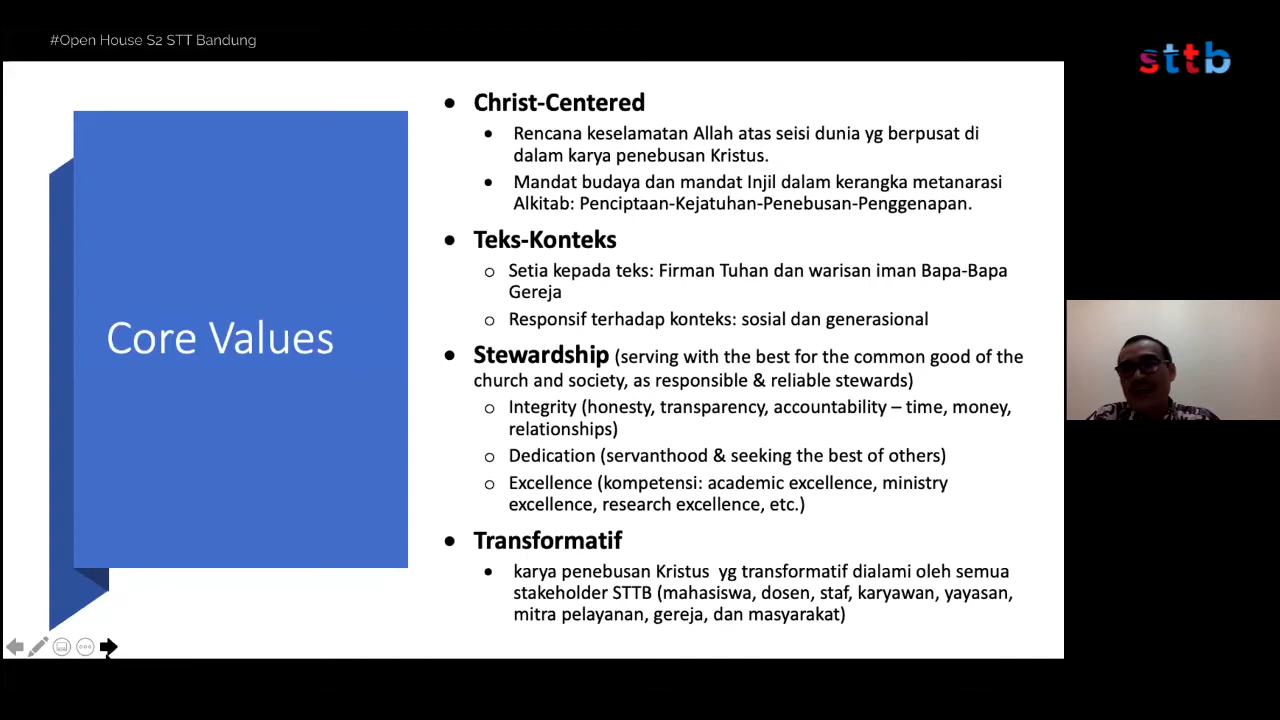 #Open House S2 STT Bandung
sttb
Core Values
• Christ-Centered
• Rencana keselamatan Allah atas seisi dunia yg berpusat di
dalam karya penebusan Kristus.
• Mandat budaya dan mandat Injil dalam kerangka metanarasi
Alkitab: Penciptaan-Kejatuhan-Penebusan-Penggenapan.
• Teks-Konteks
o Setia kepada teks: Firman Tuhan dan warisan iman Bapa-Bapa
Gereja
o Responsif terhadap konteks: sosial dan generasional
• Stewardship (serving with the best for the common good of the
church and society, as responsible & reliable stewards)
o Integrity (honesty, transparency, accountability – time, money,
relationships)
o Dedication (servanthood & seeking the best of others)
o Excellence (kompetensi: academic excellence, ministry
excellence, research excellence, etc.)
• Transformatif
• karya penebusan Kristus  yg transformatif dialami oleh semua
stakeholder STTB (mahasiswa, dosen, staf, karyawan, yayasan,
mitra pelayanan, gereja, dan masyarakat)